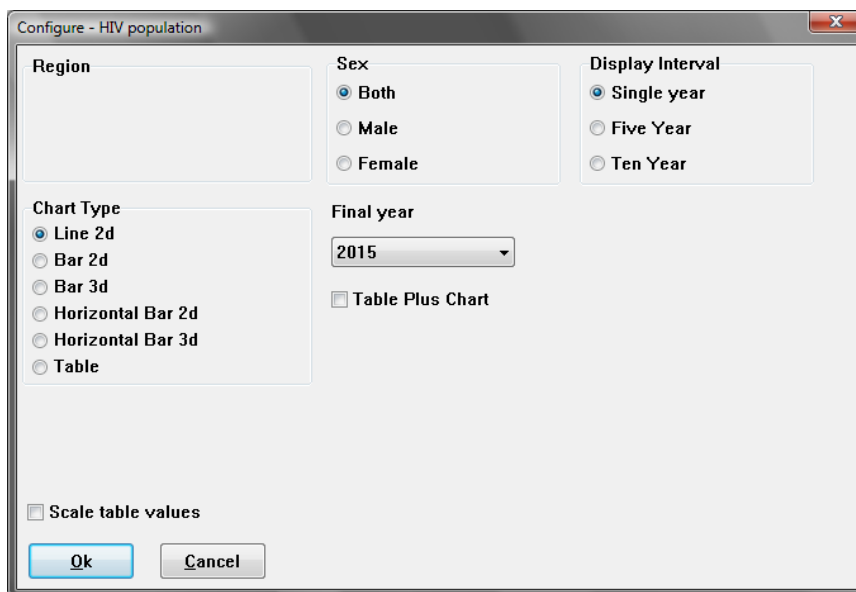 Configure - HIV population
Region
Sex
Both
Male
Female
Display Interval
Single year
Five Year
Ten Year
Chart Type
Line 2d
Bar 2d
Bar 3d
Horizontal Bar 2d
Horizontal Bar 3d
Table
Final year
2015
Table Plus Chart
Scale table values
Ok
Cancel